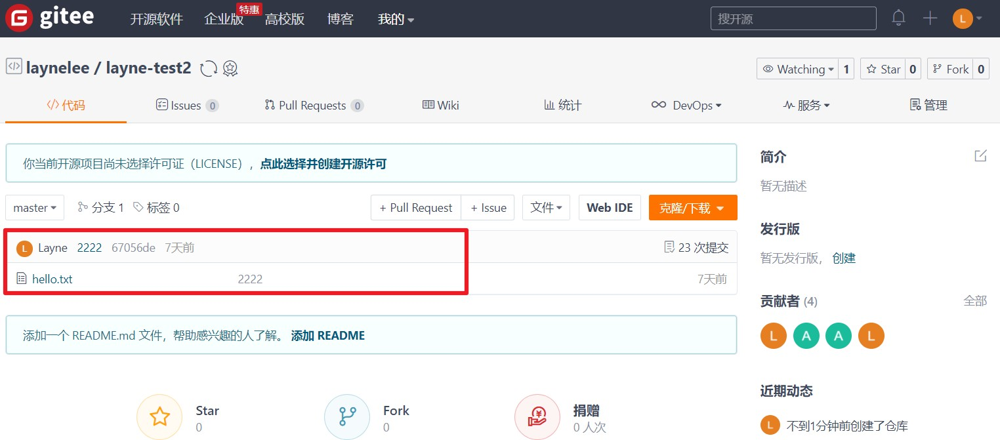 gitee 开源软件 企业版 特惠 高校版 博客 我的 搜开源 L
laynelee / layne-test2 Watching 1 Star 0 Fork 0
代码 Issues 0 Pull Requests 0 Wiki 统计 DevOps 服务 管理
你当前开源项目尚未选择许可证（LICENSE），点此选择并创建开源许可
master 分支 1 标签 0 + Pull Request + Issue 文件 Web IDE 克隆/下载
L Layne 2222 67056de 7天前 23 次提交
hello.txt 2222 7天前
添加一个 README.md 文件，帮助感兴趣的人了解。 添加 README
Star
0
Fork
0
捐赠
0 人次
简介
暂无描述
发行版
暂无发行版， 创建
贡献者 (4) 全部
L A A L
近期动态
L 不到1分钟前创建了仓库